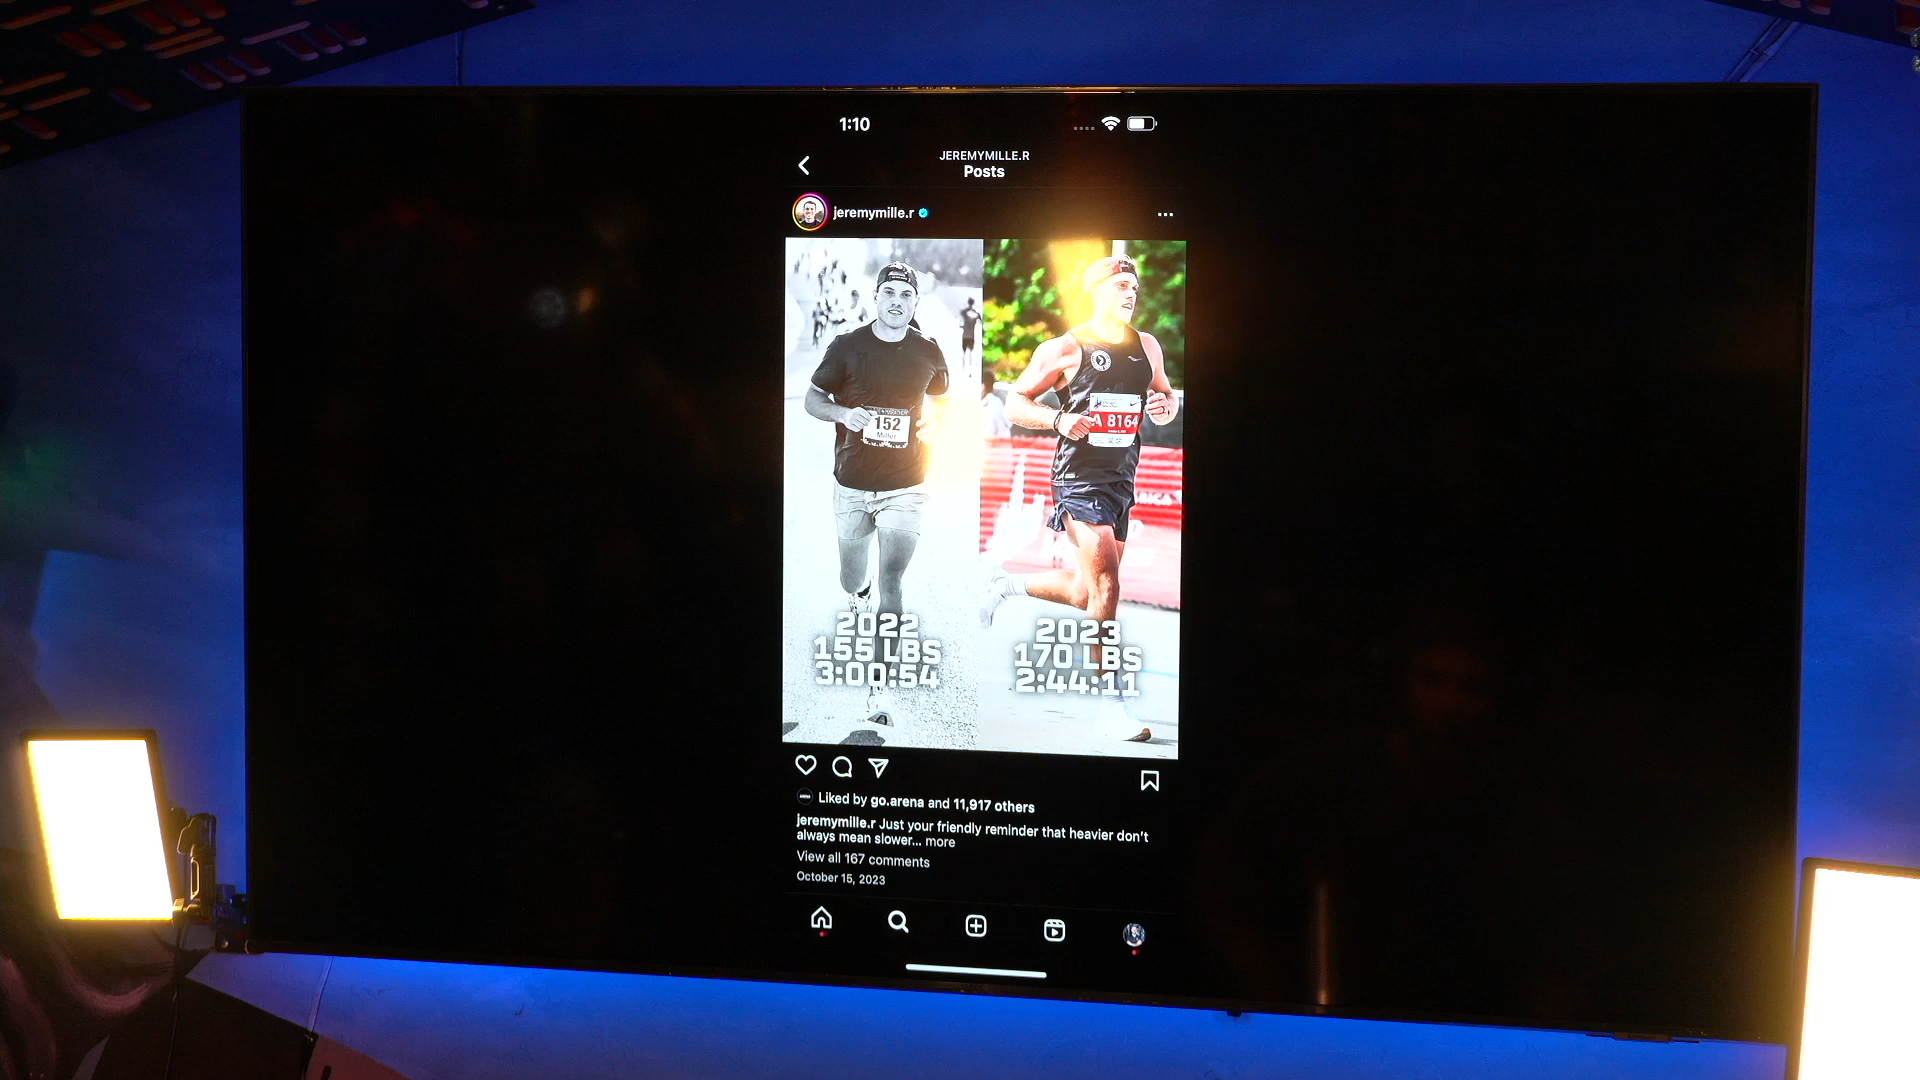 1:10
JEREMYMILLE.R
Posts
jeremymille.r
152
Miller
A 8164
2022
155 LBS
3:00:54
2023
170 LBS
2:44:11
Liked by go.arena and 11,917 others
jeremymille.r Just your friendly reminder that heavier don't
always mean slower... more
View all 167 comments
October 15, 2023